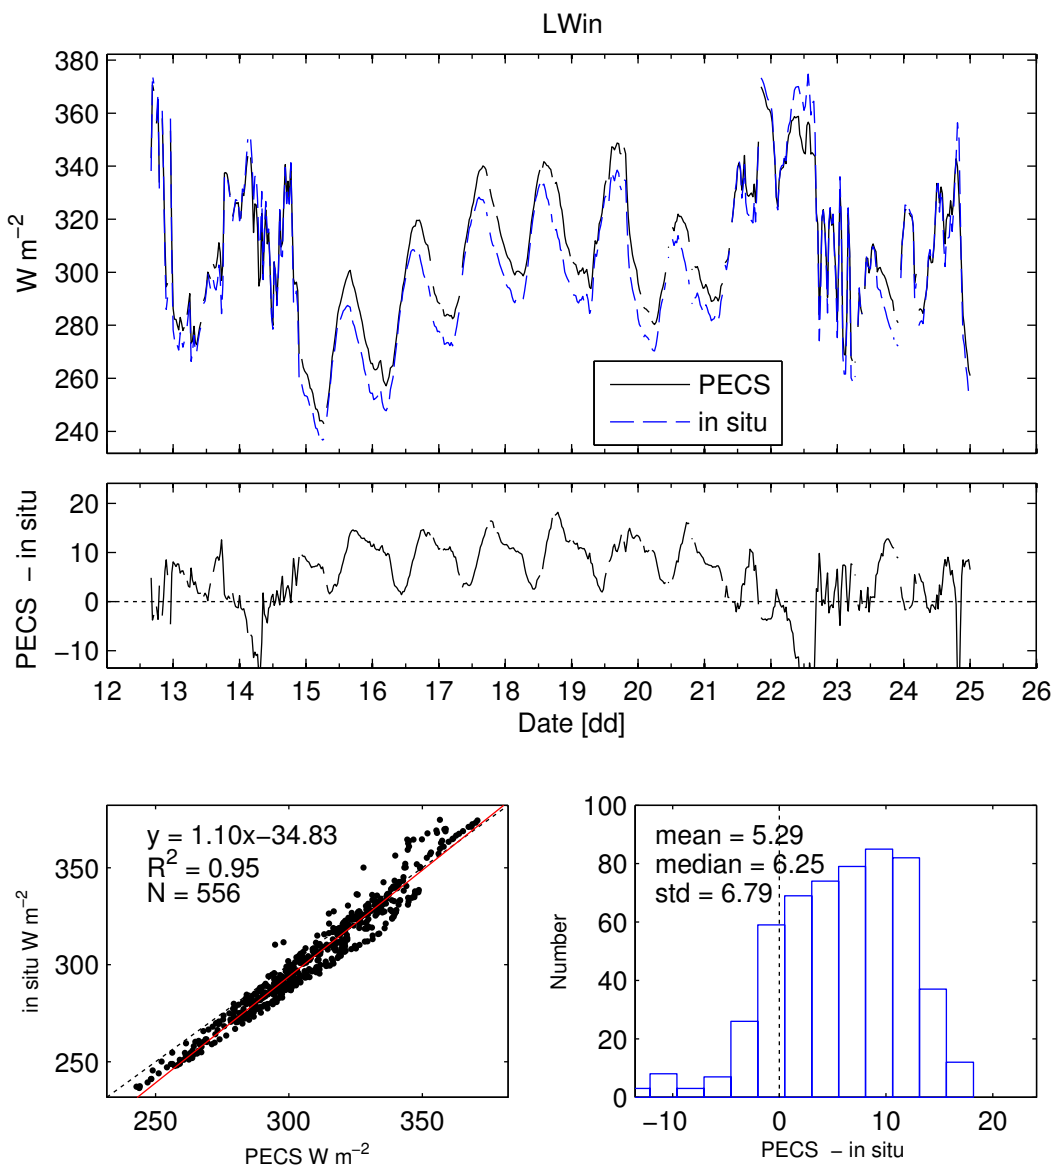 LWin
W m⁻²
380
360
340
320
300
280
260
240
PECS
in situ
PECS − in situ
20
10
0
−10
12 13 14 15 16 17 18 19 20 21 22 23 24 25 26
Date [dd]
in situ W m⁻²
350
300
250
y = 1.10x−34.83
R² = 0.95
N = 556
250 300 350
PECS W m⁻²
Number
100
80
60
40
20
0
mean = 5.29
median = 6.25
std = 6.79
−10 0 10 20
PECS − in situ